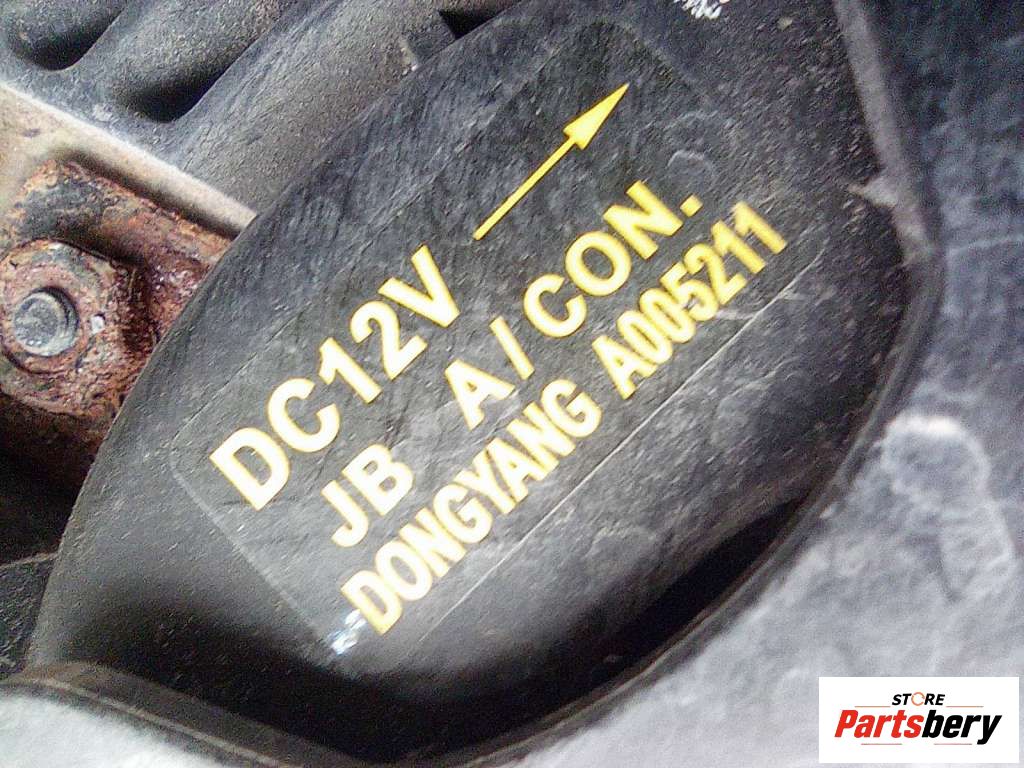 DC12V
JB A/CON.
DONGYANG A005211
STORE
Partsbery